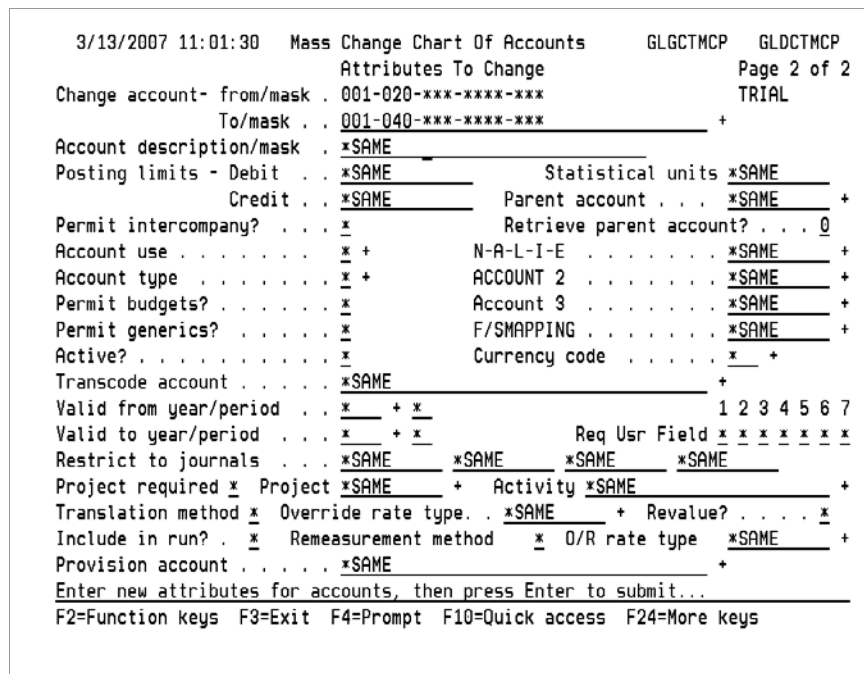 3/13/2007 11:01:30 Mass Change Chart Of Accounts GLGCTMCP GLDCTMCP
Attributes To Change Page 2 of 2
Change account- from/mask . 001-020-***-****-*** TRIAL
To/mask . . 001-040-***-****-*** +
Account description/mask . *SAME
Posting limits - Debit . . *SAME Statistical units *SAME
Credit . . *SAME Parent account . . . *SAME +
Permit intercompany? . . . * Retrieve parent account? . . . 0
Account use . . . . . . . * + N-A-L-I-E . . . . . . . *SAME +
Account type . . . . . . . * + ACCOUNT 2 . . . . . . . *SAME +
Permit budgets? . . . . . * Account 3 . . . . . . . *SAME +
Permit generics? . . . . . * F/SMAPPING . . . . . . . *SAME +
Active? . . . . . . . . . . * Currency code . . . . . * +
Transcode account . . . . . *SAME +
Valid from year/period . . * + * 1 2 3 4 5 6 7
Valid to year/period . . . * + * Req Usr Field * * * * * * *
Restrict to journals . . . *SAME *SAME *SAME *SAME
Project required * Project *SAME + Activity *SAME +
Translation method * Override rate type. . *SAME + Revalue? . . . . *
Include in run? . * Remeasurement method * O/R rate type *SAME +
Provision account . . . . . *SAME +
Enter new attributes for accounts, then press Enter to submit...
F2=Function keys F3=Exit F4=Prompt F10=Quick access F24=More keys